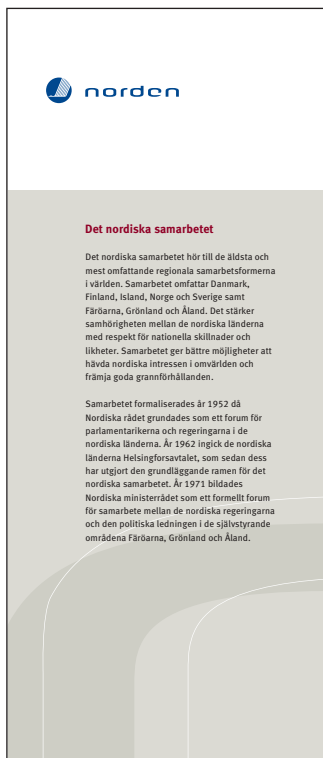 norden
Det nordiska samarbetet
Det nordiska samarbetet hör till de äldsta och
mest omfattande regionala samarbetsformerna
i världen. Samarbetet omfattar Danmark,
Finland, Island, Norge och Sverige samt
Färöarna, Grönland och Åland. Det stärker
samhörigheten mellan de nordiska länderna
med respekt för nationella skillnader och
likheter. Samarbetet ger bättre möjligheter att
hävda nordiska intressen i omvärlden och
främja goda grannförhållanden.
Samarbetet formaliserades år 1952 då
Nordiska rådet grundades som ett forum för
parlamentarikerna och regeringarna i de
nordiska länderna. År 1962 ingick de nordiska
länderna Helsingforsavtalet, som sedan dess
har utgjort den grundläggande ramen för det
nordiska samarbetet. År 1971 bildades
Nordiska ministerrådet som ett formellt forum
för samarbete mellan de nordiska regeringarna
och den politiska ledningen i de självstyrande
områdena Färöarna, Grönland och Åland.